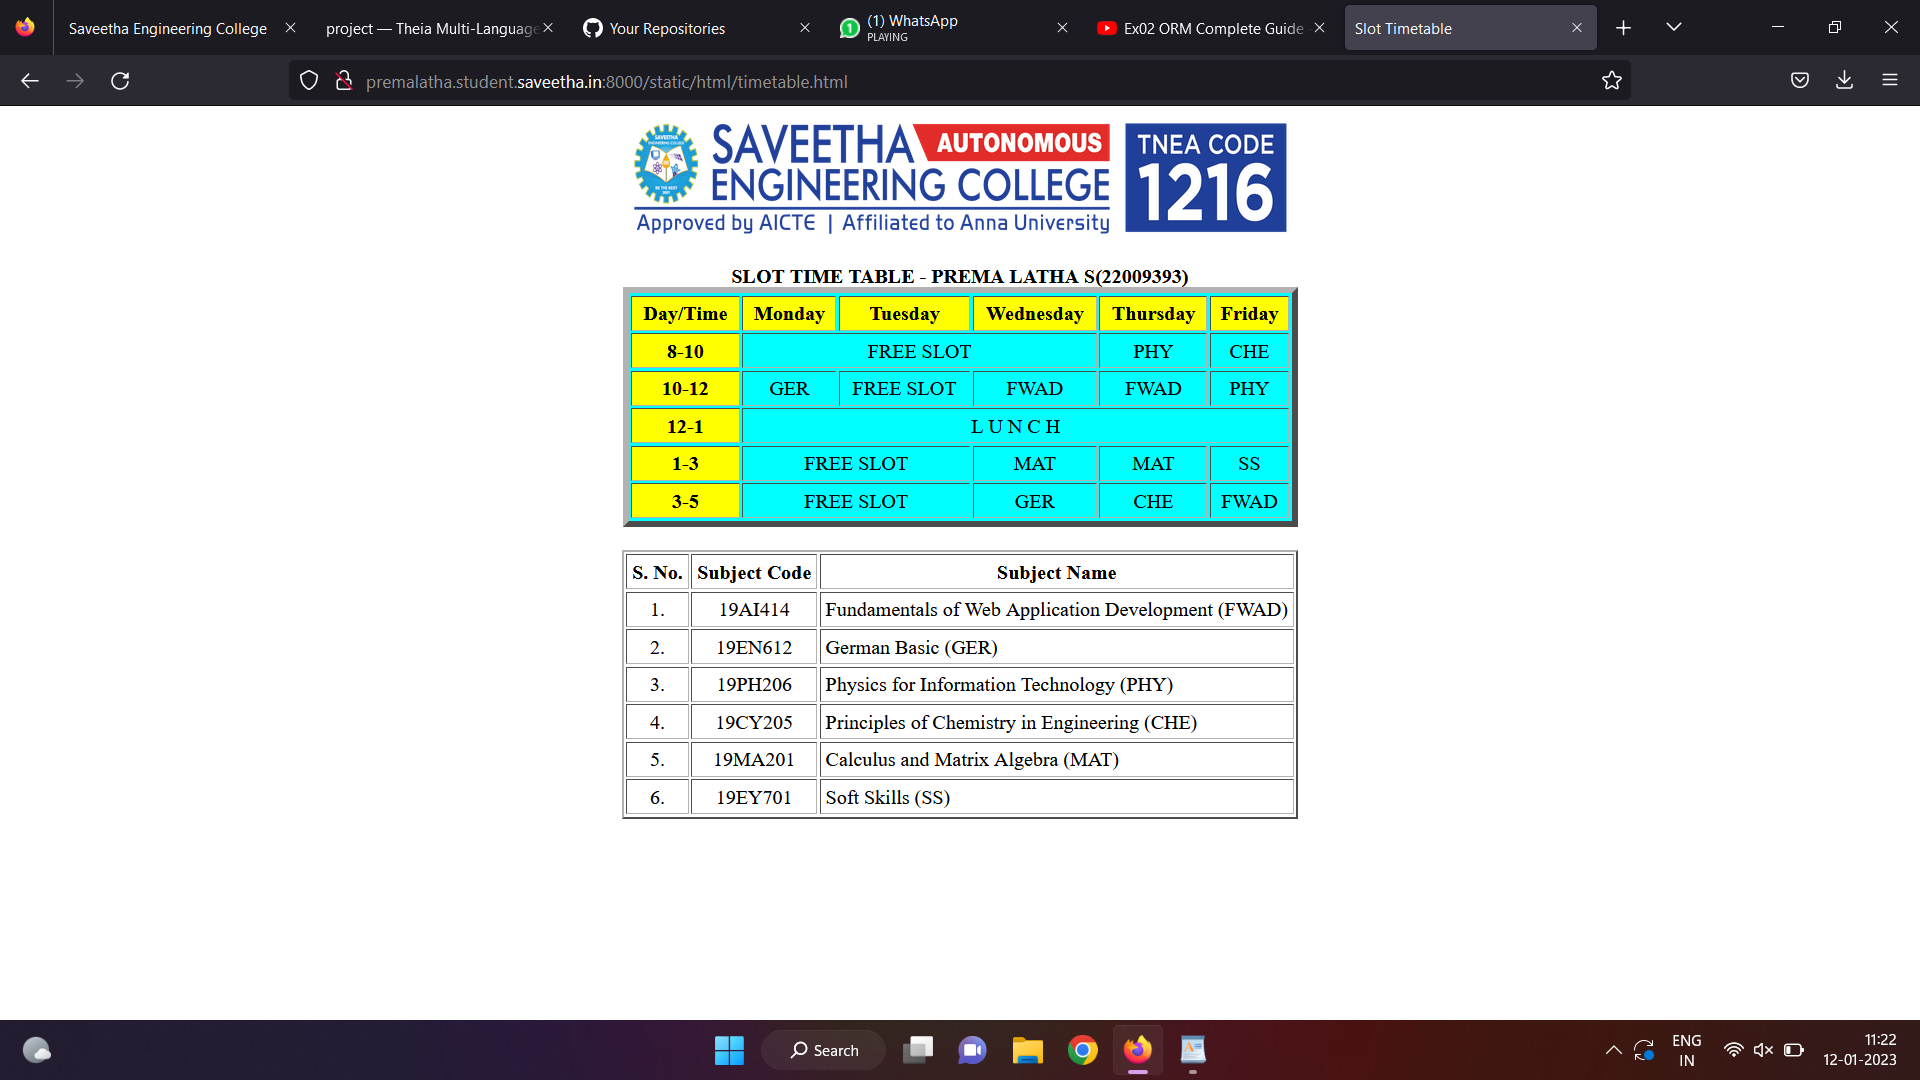 Saveetha Engineering College
project — Theia Multi-Language
Your Repositories
(1) WhatsApp
PLAYING
Ex02 ORM Complete Guide
Slot Timetable
premalatha.student.saveetha.in:8000/static/html/timetable.html
SAVEETHA AUTONOMOUS
ENGINEERING COLLEGE
Approved by AICTE | Affiliated to Anna University
TNEA CODE
1216
SLOT TIME TABLE - PREMA LATHA S(22009393)
Day/Time Monday Tuesday Wednesday Thursday Friday
8-10 FREE SLOT PHY CHE
10-12 GER FREE SLOT FWAD FWAD PHY
12-1 L U N C H
1-3 FREE SLOT MAT MAT SS
3-5 FREE SLOT GER CHE FWAD
S. No. Subject Code Subject Name
1. 19AI414 Fundamentals of Web Application Development (FWAD)
2. 19EN612 German Basic (GER)
3. 19PH206 Physics for Information Technology (PHY)
4. 19CY205 Principles of Chemistry in Engineering (CHE)
5. 19MA201 Calculus and Matrix Algebra (MAT)
6. 19EY701 Soft Skills (SS)
Search
ENG
IN
11:22
12-01-2023